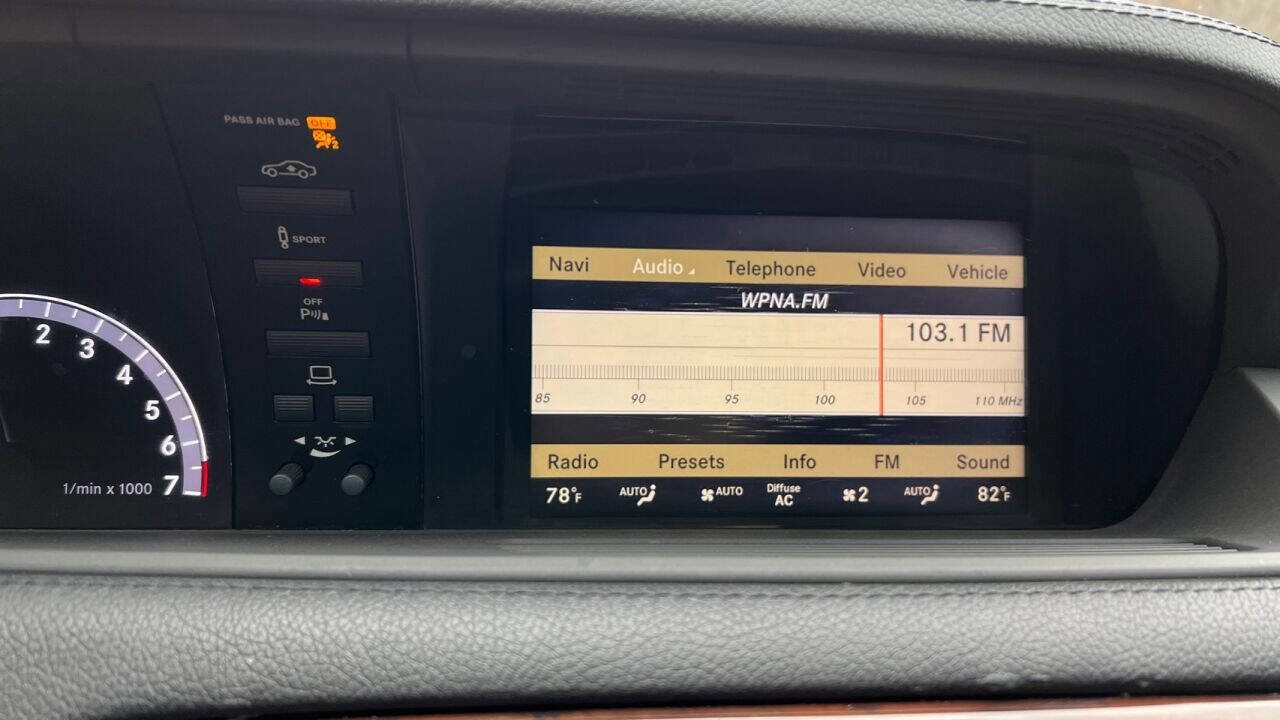 PASS AIR BAG OFF
2
SPORT
OFF
P
2
3
4
5
6
7
1/min x 1000
Navi Audio Telephone Video Vehicle
WPNA.FM
103.1 FM
85 90 95 100 105 110 MHz
Radio Presets Info FM Sound
78°F AUTO AUTO Diffuse AC 2 AUTO 82°F